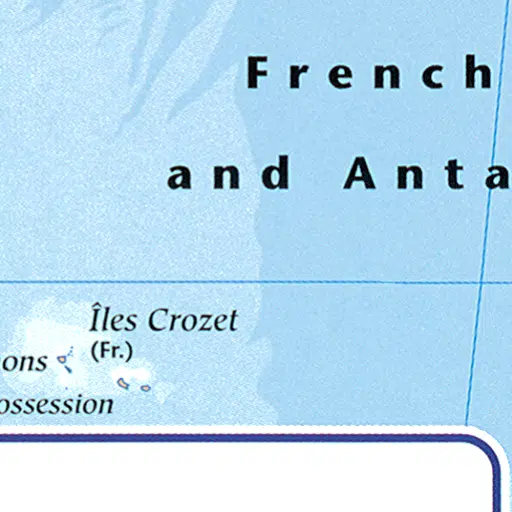 French
and Anta
Îles Crozet
(Fr.)
ons
ossession